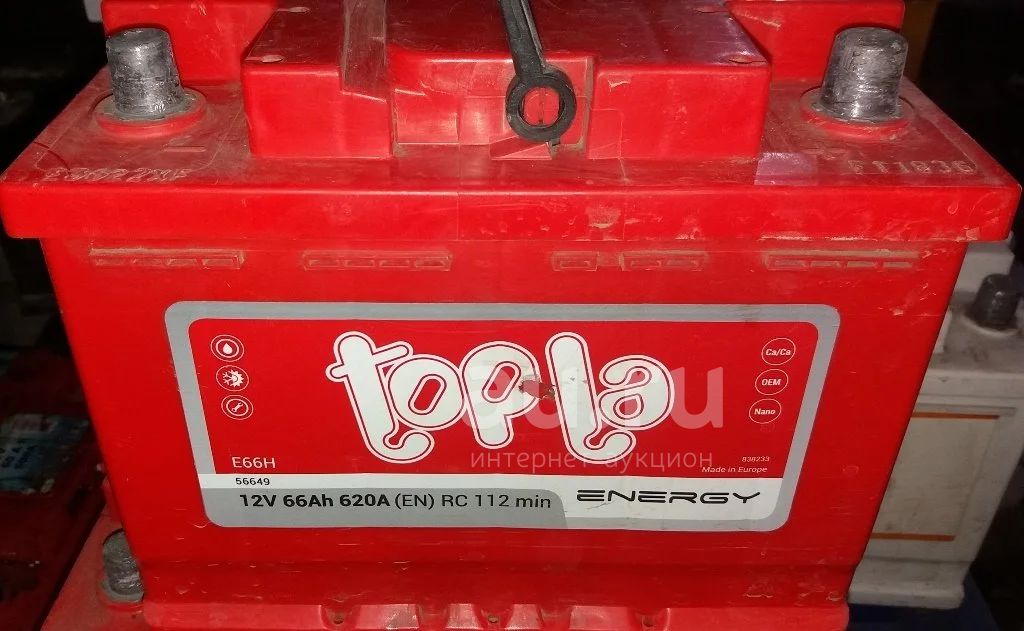 F11836
topla
Ca/Ca
OEM
Nano
интернет-аукцион
E66H
838233
Made in Europe
56649
12V 66Ah 620A (EN) RC 112 min
ENERGY